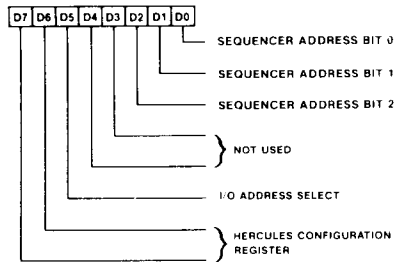 D7 D6 D5 D4 D3 D2 D1 D0
SEQUENCER ADDRESS BIT 0
SEQUENCER ADDRESS BIT 1
SEQUENCER ADDRESS BIT 2
NOT USED
I/O ADDRESS SELECT
HERCULES CONFIGURATION
REGISTER